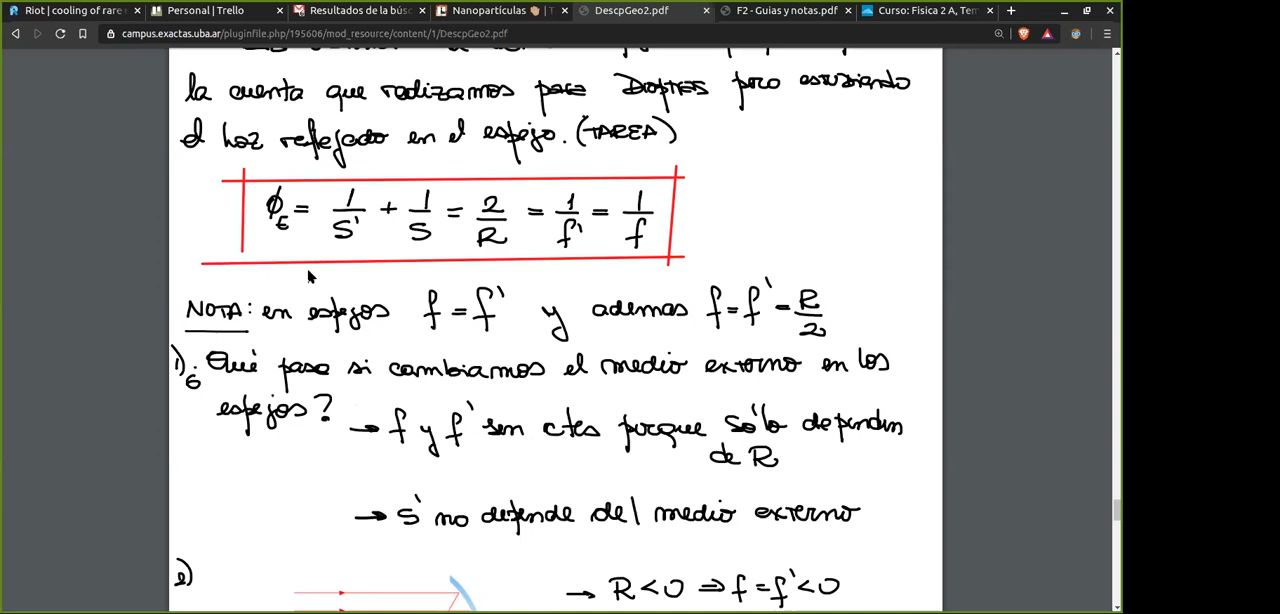 Riot | cooling of rare
Personal | Trello
Resultados de la bús
Nanopartículas | T
DescpGeo2.pdf
F2 - Guias y notas.pdf
Curso: Física 2 A, Tem
campus.exactas.uba.ar/pluginfile.php/195606/mod_resource/content/1/DescpGeo2.pdf
la cuenta que realizamos para Dioptras pero estudiando
el haz reflejado en el espejo. (TAREA)
1/s' + 1/s = 2/R = 1/f' = 1/f
NOTA: en espejos f = f' y ademas f = f' = R/2
1) ¿Qué pasa si cambiamos el medio externo en los
espejos?
→ f y f' son ctes porque sólo dependen
de R
→ s' no depende del medio externo
→ R < 0 ⇒ f = f' < 0